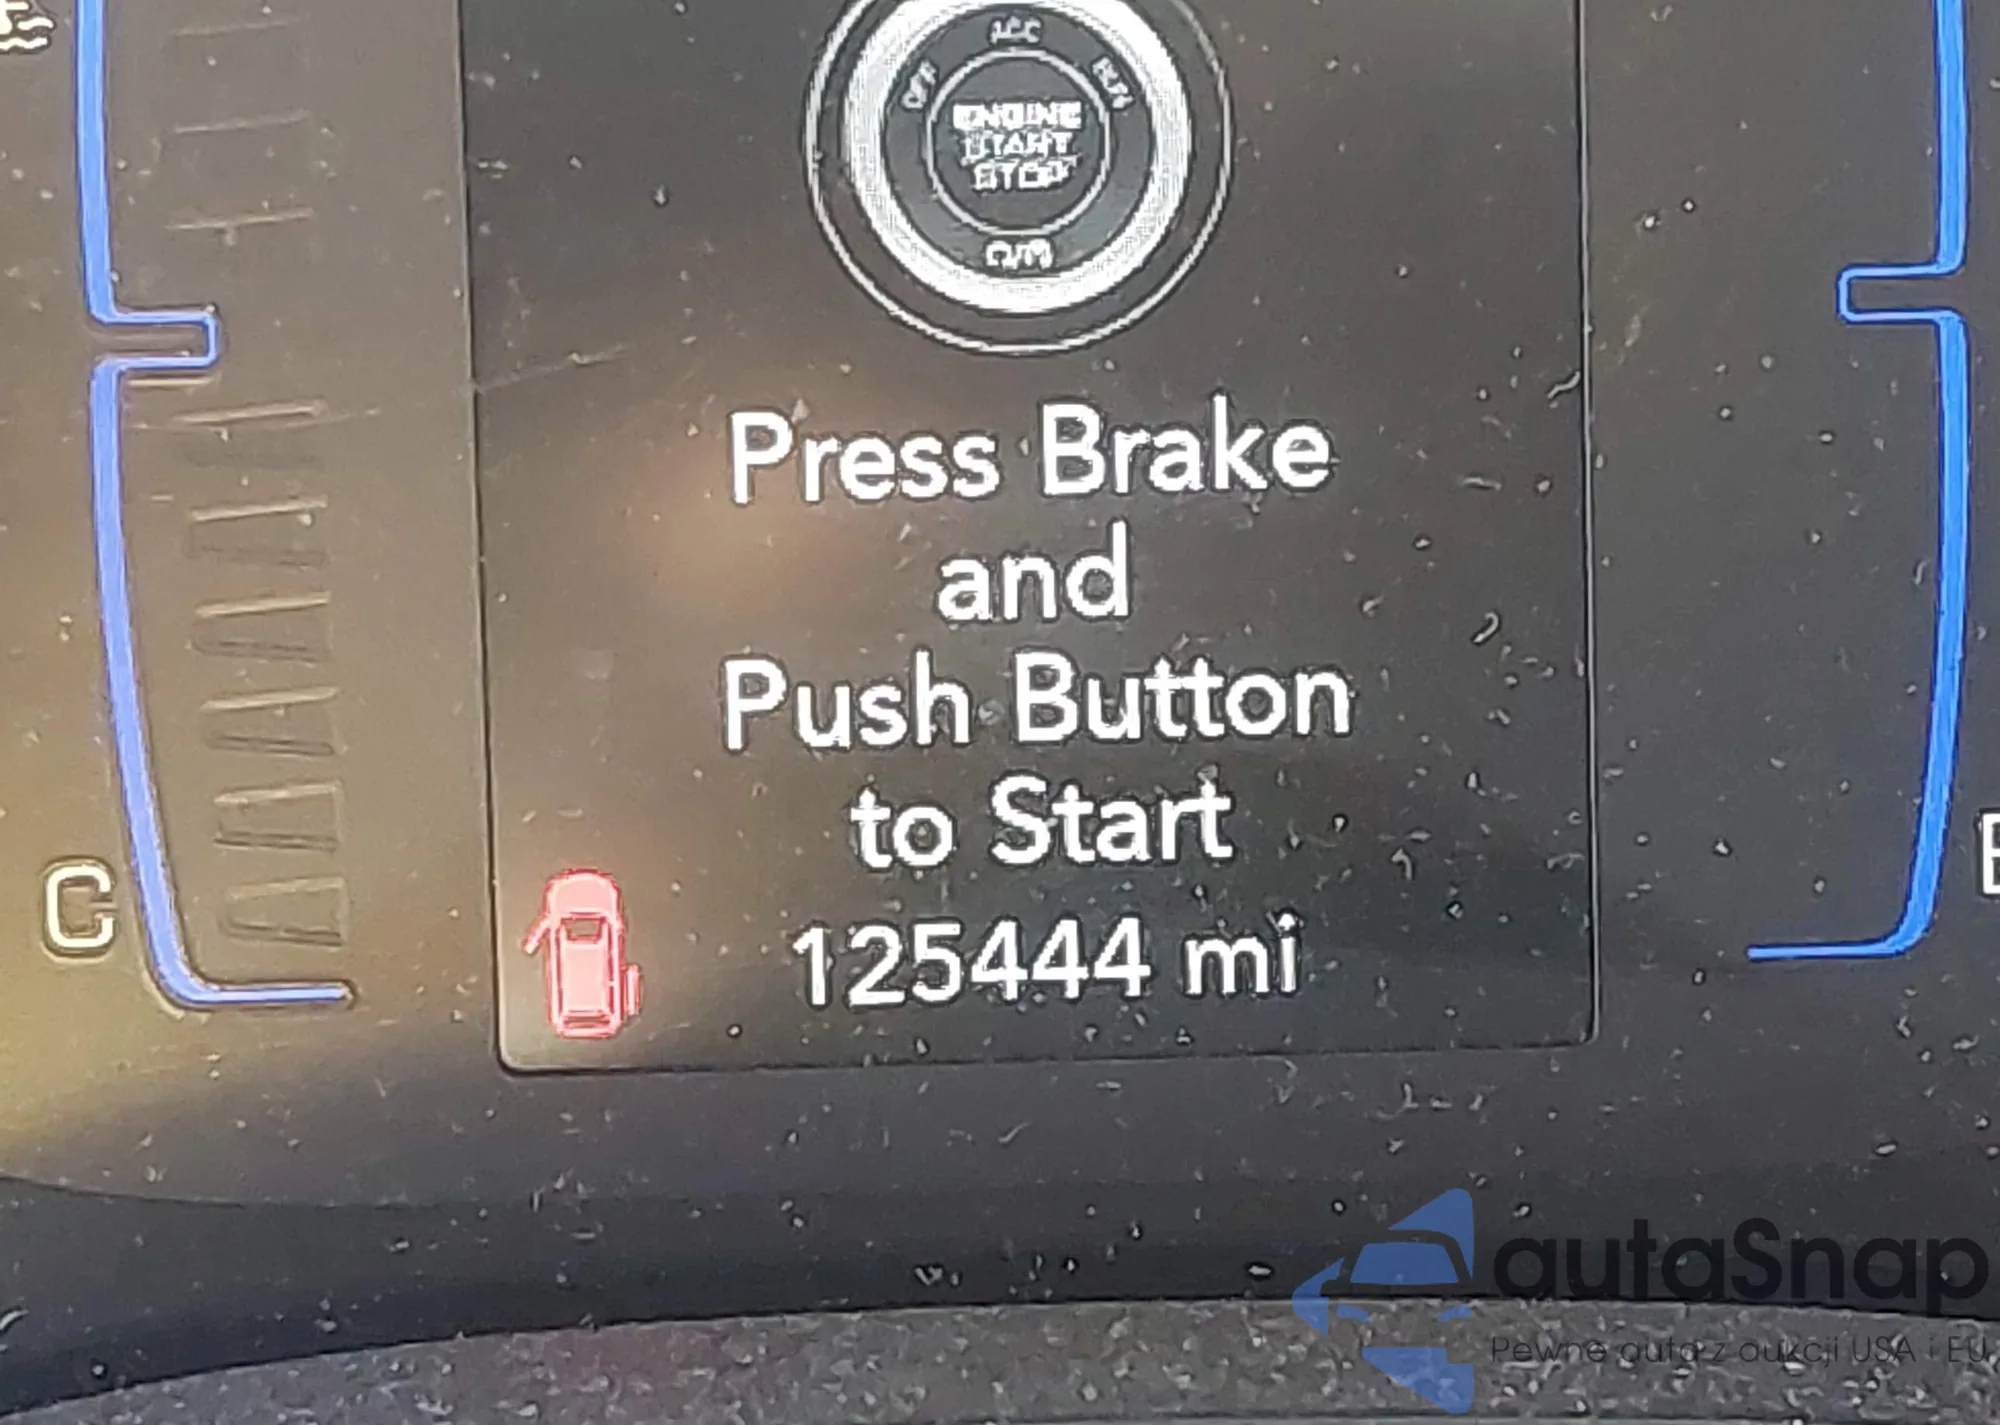 ACC
OFF
RUN
ENGINE
START
STOP
Press Brake
and
Push Button
to Start
125444 mi
C
autaSnap
Pewne auta z aukcji USA i EU